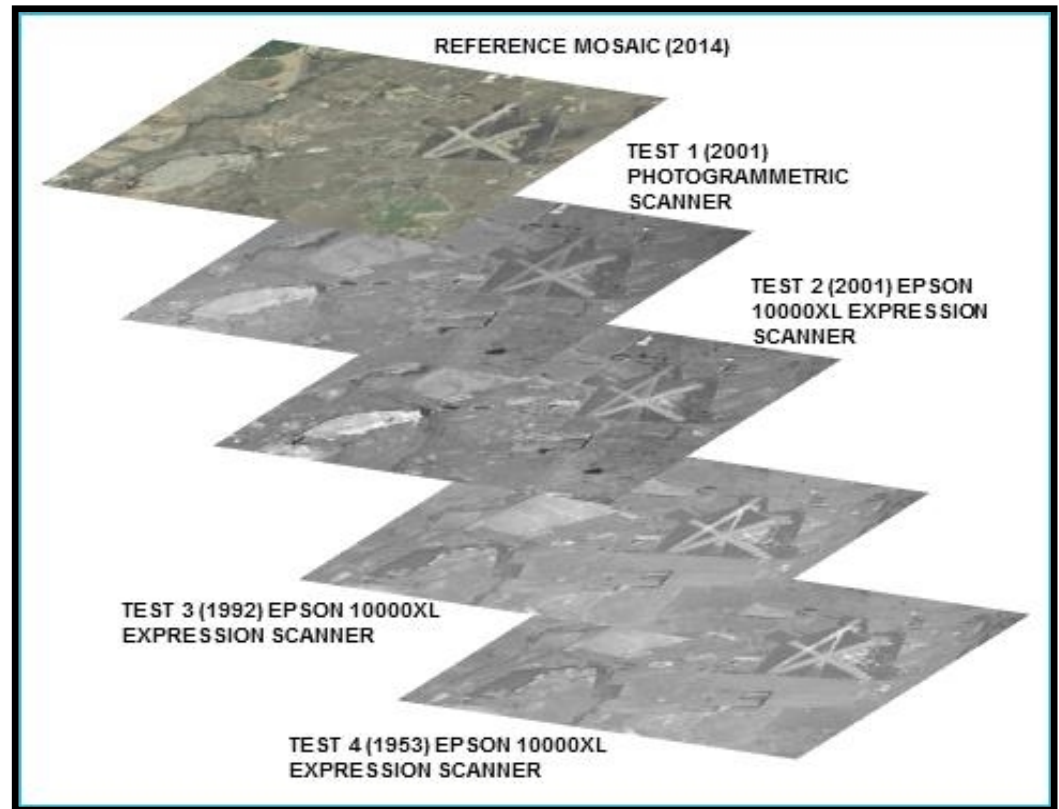 REFERENCE MOSAIC (2014)
TEST 1 (2001)
PHOTOGRAMMETRIC
SCANNER
TEST 2 (2001) EPSON
10000XL EXPRESSION
SCANNER
TEST 3 (1992) EPSON 10000XL
EXPRESSION SCANNER
TEST 4 (1953) EPSON 10000XL
EXPRESSION SCANNER